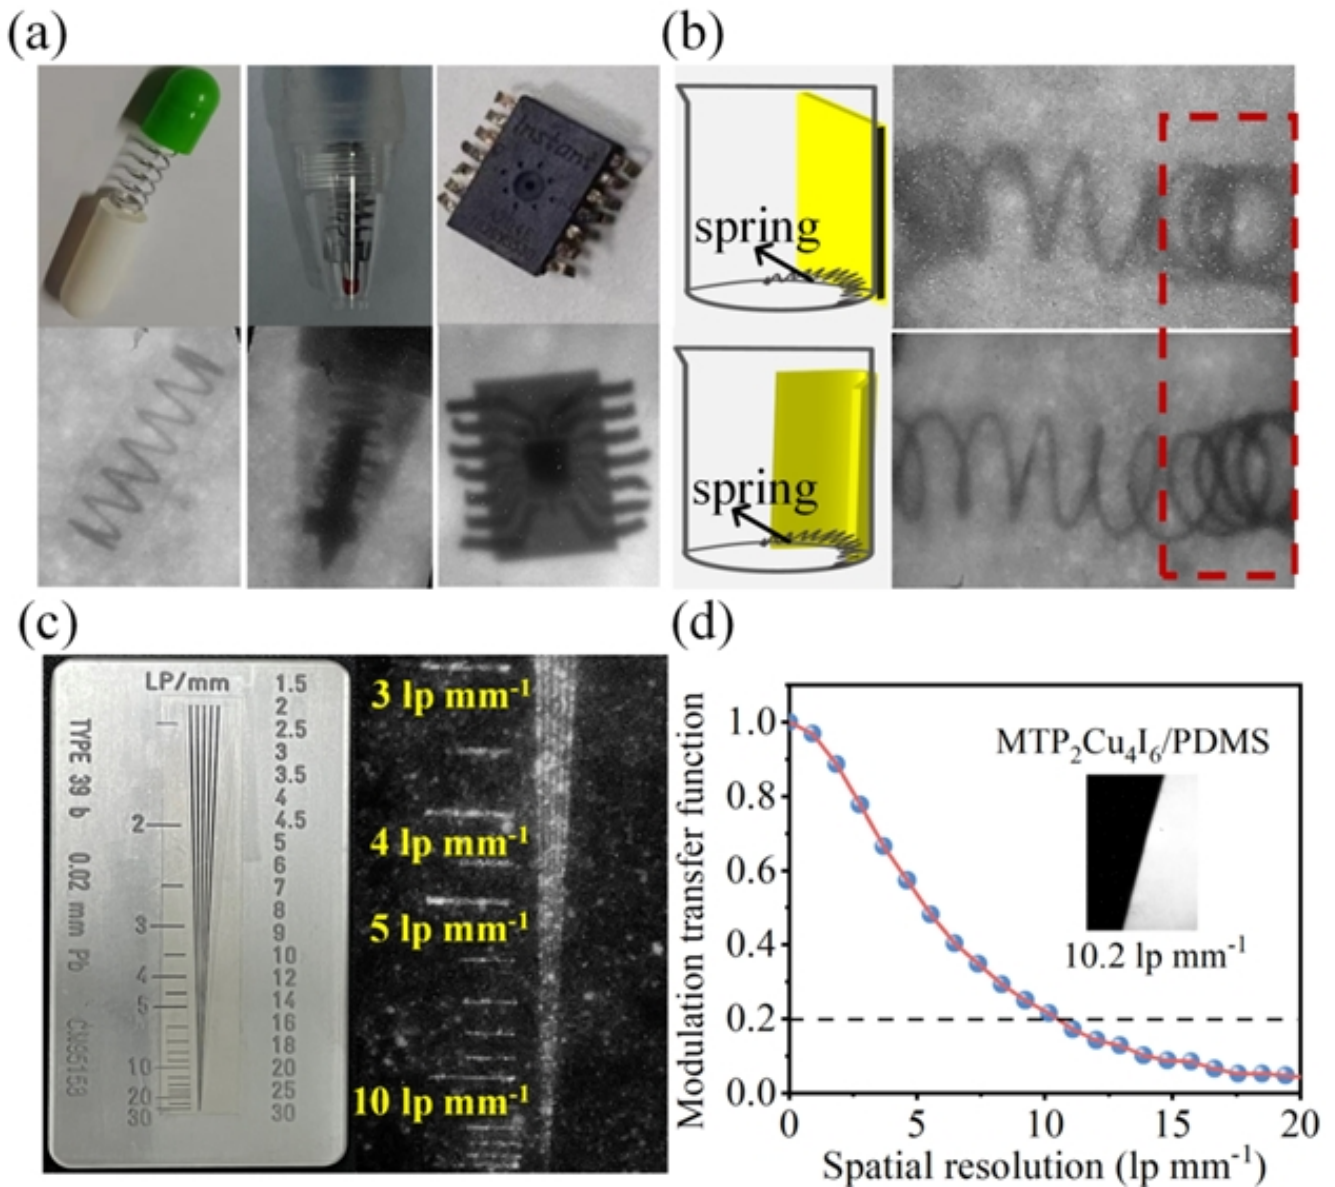 (a)
(b)
Instant
spring
spring
(c)
(d)
LP/mm
TYPE 39 b 0.02 mm Pb
1.5
2
2.5
3
3.5
4
4.5
5
6
7
8
9
10
12
14
16
18
20
25
30
2
3
4
5
10
20
30
3 lp mm⁻¹
4 lp mm⁻¹
5 lp mm⁻¹
10 lp mm⁻¹
Modulation transfer function
1.0
0.8
0.6
0.4
0.2
0.0
MTP₂Cu₄I₆/PDMS
10.2 lp mm⁻¹
0
5
10
15
20
Spatial resolution (lp mm⁻¹)